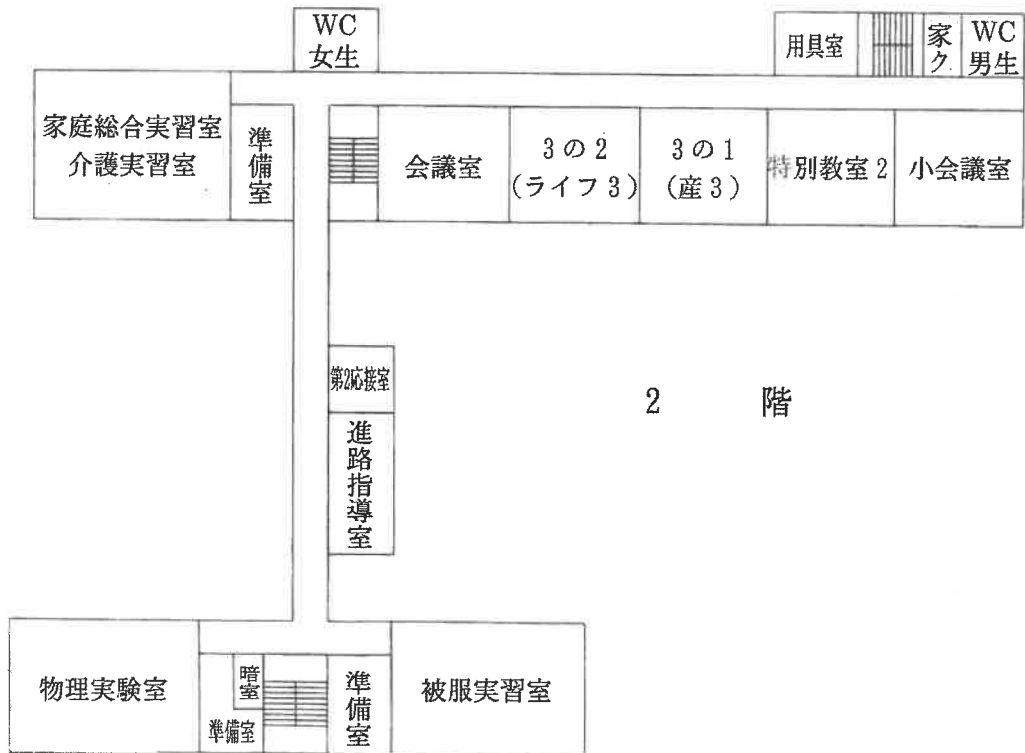 WC
女生
用具室
家ク
WC
男生
家庭総合実習室
介護実習室
準備室
会議室
3の2
(ライフ3)
3の1
(産3)
特別教室2
小会議室
第2応接室
進路指導室
2 階
物理実験室
暗室
準備室
準備室
被服実習室